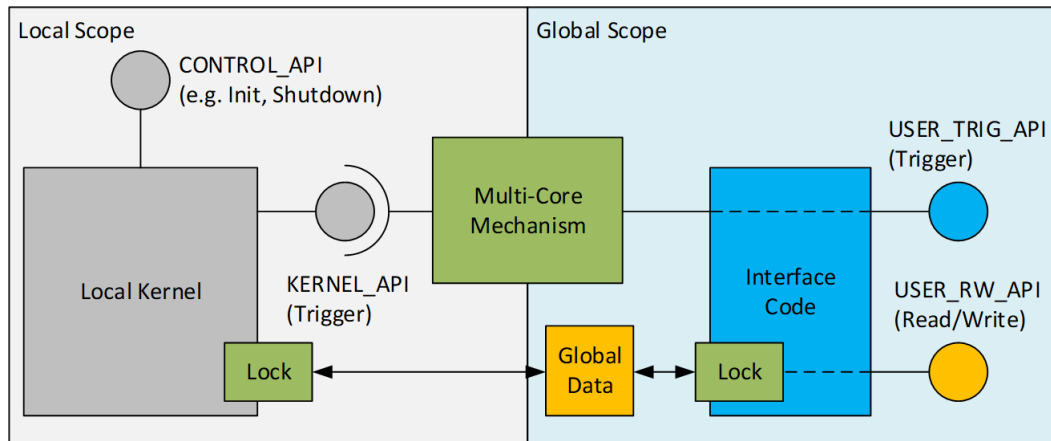 Local Scope
Global Scope
CONTROL_API
(e.g. Init, Shutdown)
USER_TRIG_API
(Trigger)
Multi-Core
Mechanism
Local Kernel
KERNEL_API
(Trigger)
Interface
Code
USER_RW_API
(Read/Write)
Lock
Global
Data
Lock